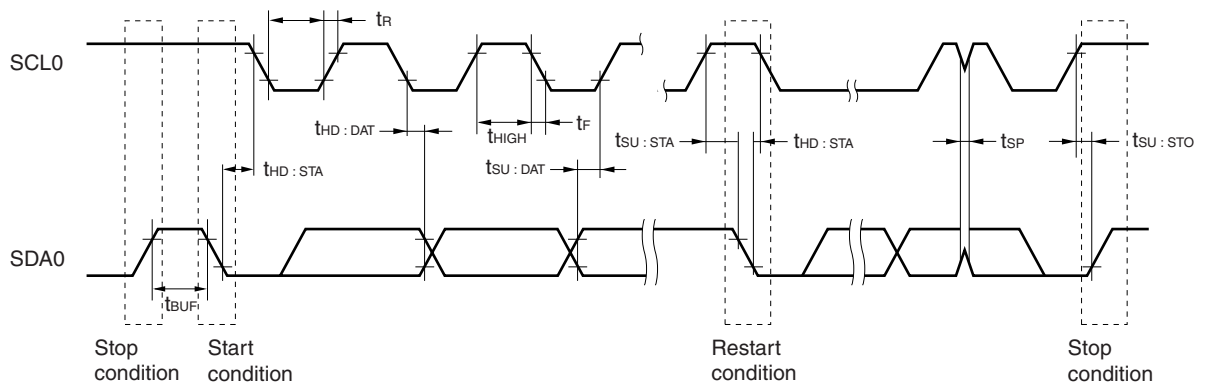 tR
SCL0
tHD : DAT
tHIGH
tF
tSU : STA
tHD : STA
tSP
tSU : STO
tHD : STA
tSU : DAT
SDA0
tBUF
Stop
condition
Start
condition
Restart
condition
Stop
condition